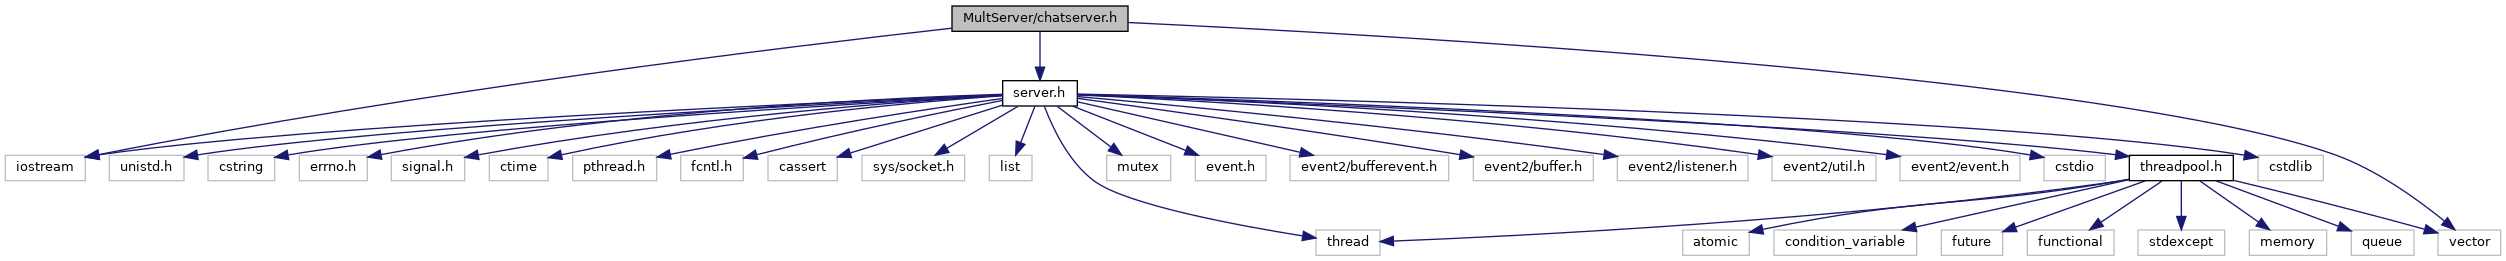 MultServer/chatserver.h
server.h
iostream
unistd.h
cstring
errno.h
signal.h
ctime
pthread.h
fcntl.h
cassert
sys/socket.h
list
mutex
event.h
event2/bufferevent.h
event2/buffer.h
event2/listener.h
event2/util.h
event2/event.h
cstdio
threadpool.h
cstdlib
thread
atomic
condition_variable
future
functional
stdexcept
memory
queue
vector